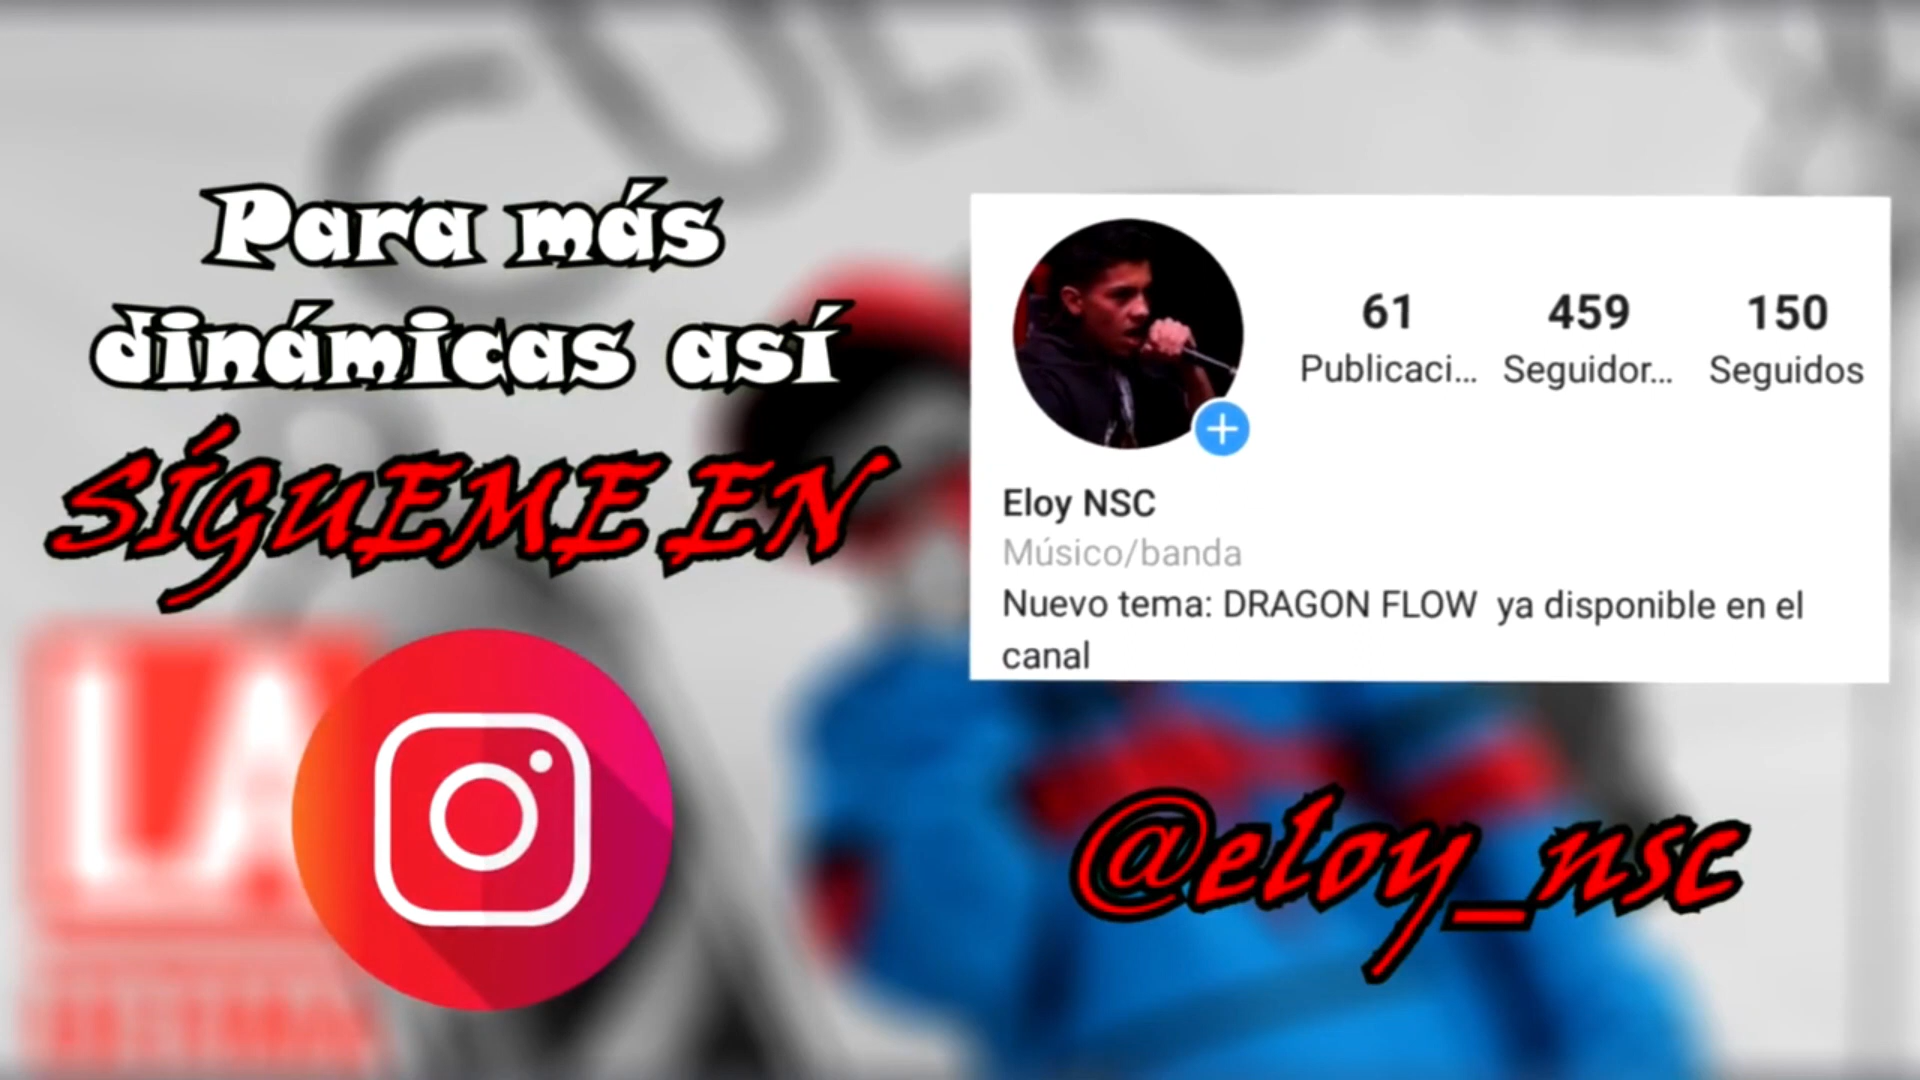 Para más
dinámicas así
SÍGUEME EN
61 459 150
Publicaci... Seguidor... Seguidos
Eloy NSC
Músico/banda
Nuevo tema: DRAGON FLOW ya disponible en el
canal
@eloy_nsc
LA